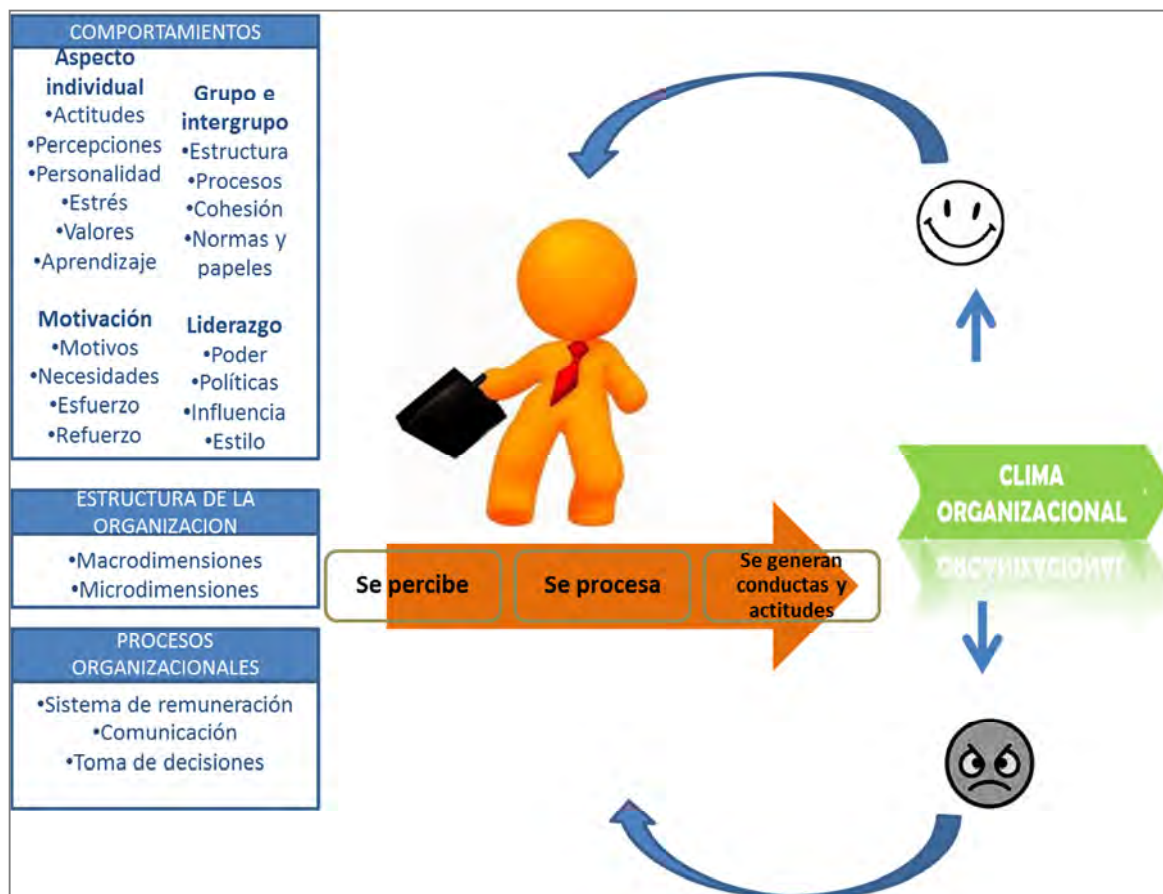 COMPORTAMIENTOS
Aspecto
individual
•Actitudes
•Percepciones
•Personalidad
•Estrés
•Valores
•Aprendizaje
Grupo e
intergrupo
•Estructura
•Procesos
•Cohesión
•Normas y
papeles
Motivación
•Motivos
•Necesidades
•Esfuerzo
•Refuerzo
Liderazgo
•Poder
•Políticas
•Influencia
•Estilo
ESTRUCTURA DE LA
ORGANIZACION
•Macrodimensiones
•Microdimensiones
PROCESOS
ORGANIZACIONALES
•Sistema de remuneración
•Comunicación
•Toma de decisiones
Se percibe
Se procesa
Se generan
conductas y
actitudes
CLIMA
ORGANIZACIONAL